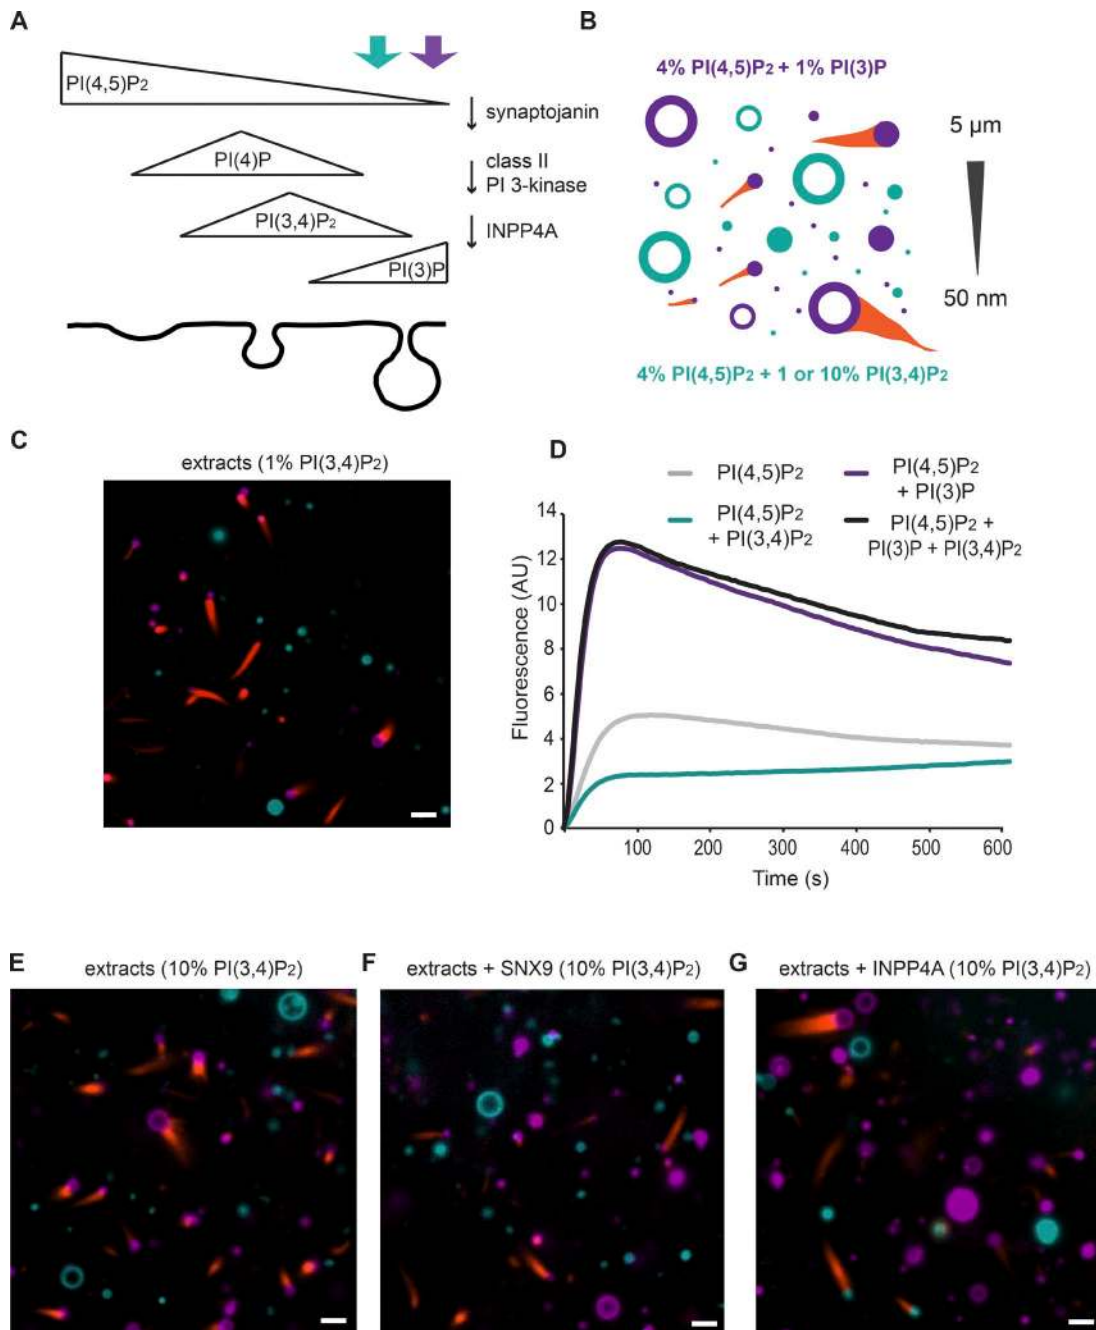 A
PI(4,5)P2
synaptojanin
PI(4)P
class II
PI 3-kinase
PI(3,4)P2
INPP4A
PI(3)P
B
4% PI(4,5)P2 + 1% PI(3)P
5 µm
50 nm
4% PI(4,5)P2 + 1 or 10% PI(3,4)P2
C
extracts (1% PI(3,4)P2)
D
PI(4,5)P2
PI(4,5)P2
+ PI(3)P
PI(4,5)P2
+ PI(3,4)P2
PI(4,5)P2 +
PI(3)P + PI(3,4)P2
Fluorescence (AU)
14
12
10
8
6
4
2
0
100 200 300 400 500 600
Time (s)
E extracts (10% PI(3,4)P2)
F extracts + SNX9 (10% PI(3,4)P2)
G extracts + INPP4A (10% PI(3,4)P2)